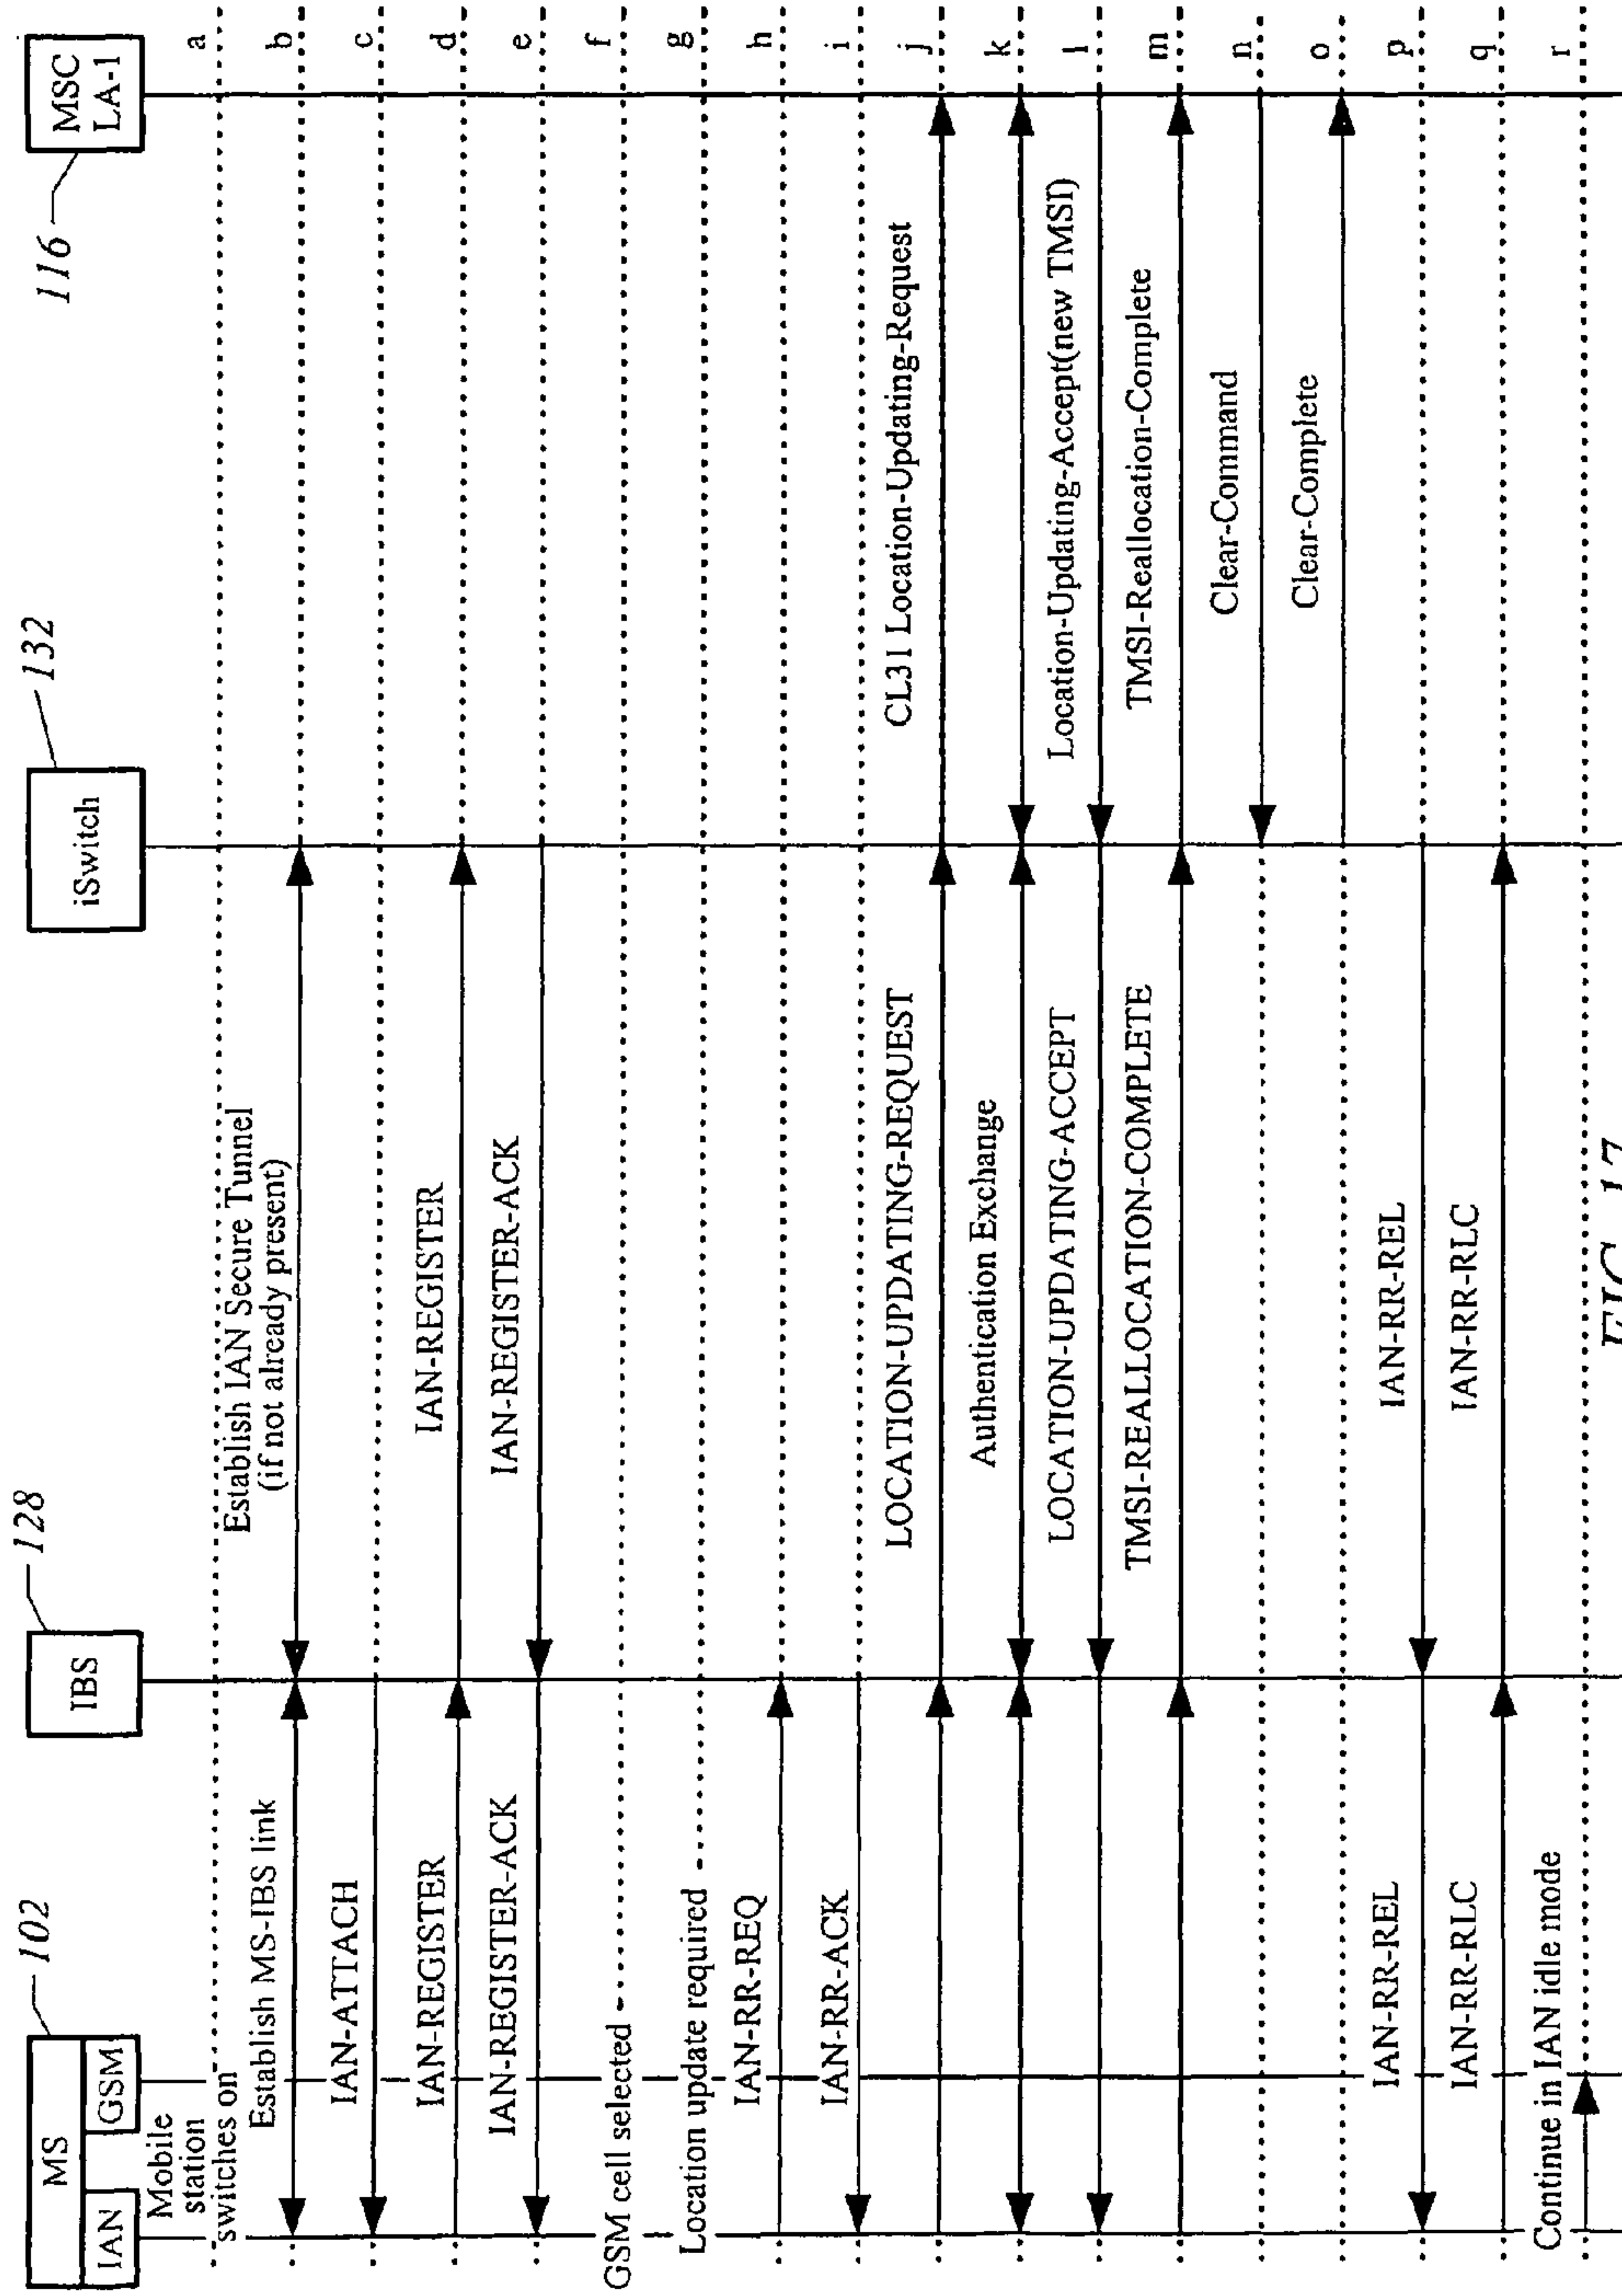 102
128
132
116
MS
IAN
GSM
IBS
iSwitch
MSC
LA-1
Mobile
station
switches on
a
Establish MS-IBS link
Establish IAN Secure Tunnel
(if not already present)
b
IAN-ATTACH
c
IAN-REGISTER
IAN-REGISTER
d
IAN-REGISTER-ACK
IAN-REGISTER-ACK
e
GSM cell selected
f
Location update required
g
IAN-RR-REQ
h
IAN-RR-ACK
i
LOCATION-UPDATING-REQUEST
CL31 Location-Updating-Request
j
Authentication Exchange
k
LOCATION-UPDATING-ACCEPT
Location-Updating-Accept(new TMSI)
l
TMSI-REALLOCATION-COMPLETE
TMSI-Reallocation-Complete
m
Clear-Command
n
Clear-Complete
o
IAN-RR-REL
IAN-RR-REL
p
IAN-RR-RLC
IAN-RR-RLC
q
Continue in IAN idle mode
r
FIG. 17